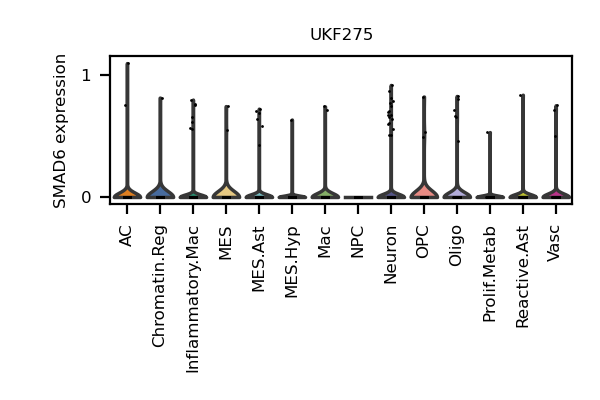 UKF275
SMAD6 expression
1
0
AC
Chromatin.Reg
Inflammatory.Mac
MES
MES.Ast
MES.Hyp
Mac
NPC
Neuron
OPC
Oligo
Prolif.Metab
Reactive.Ast
Vasc